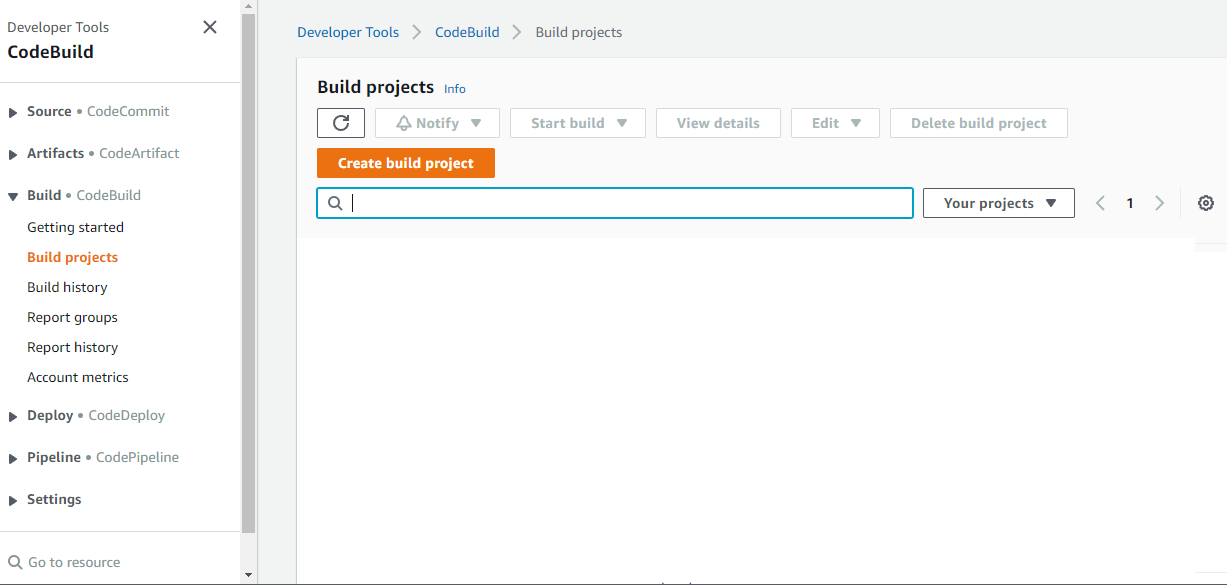 Developer Tools
CodeBuild
Source • CodeCommit
Artifacts • CodeArtifact
Build • CodeBuild
Getting started
Build projects
Build history
Report groups
Report history
Account metrics
Deploy • CodeDeploy
Pipeline • CodePipeline
Settings
Go to resource
Developer Tools > CodeBuild > Build projects
Build projects Info
Notify Start build View details Edit Delete build project
Create build project
Your projects 1